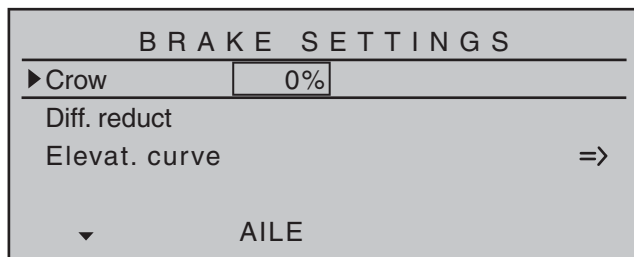 BRAKE SETTINGS
▶Crow 0%
Diff. reduct
Elevat. curve =>
▼ AILE